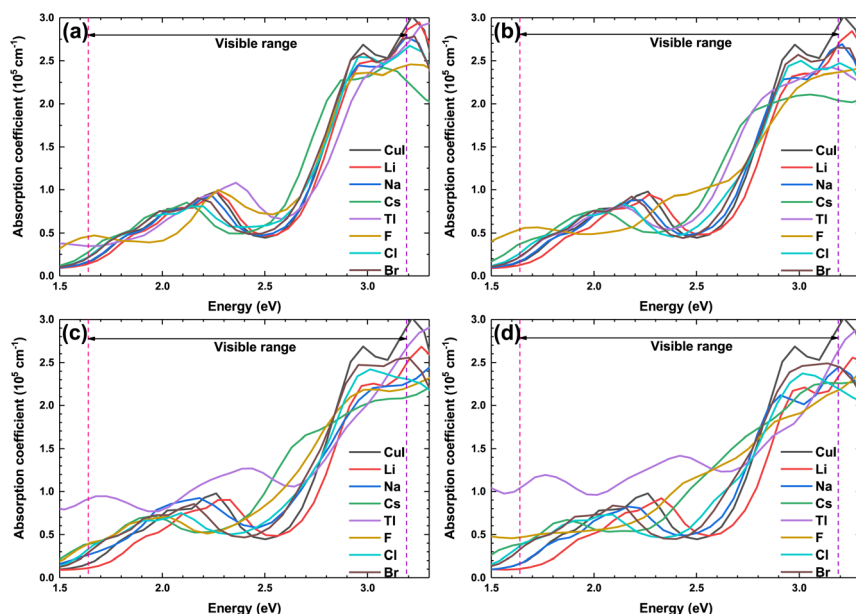 (a)
Visible range
Absorption coefficient (10⁵ cm⁻¹)
3.0
2.5
2.0
1.5
1.0
0.5
0.0
CuI
Li
Na
Cs
Tl
F
Cl
Br
1.5 2.0 2.5 3.0
Energy (eV)
(b)
Visible range
Absorption coefficient (10⁵ cm⁻¹)
3.0
2.5
2.0
1.5
1.0
0.5
0.0
CuI
Li
Na
Cs
Tl
F
Cl
Br
1.5 2.0 2.5 3.0
Energy (eV)
(c)
Visible range
Absorption coefficient (10⁵ cm⁻¹)
3.0
2.5
2.0
1.5
1.0
0.5
0.0
CuI
Li
Na
Cs
Tl
F
Cl
Br
1.5 2.0 2.5 3.0
Energy (eV)
(d)
Visible range
Absorption coefficient (10⁵ cm⁻¹)
3.0
2.5
2.0
1.5
1.0
0.5
0.0
CuI
Li
Na
Cs
Tl
F
Cl
Br
1.5 2.0 2.5 3.0
Energy (eV)